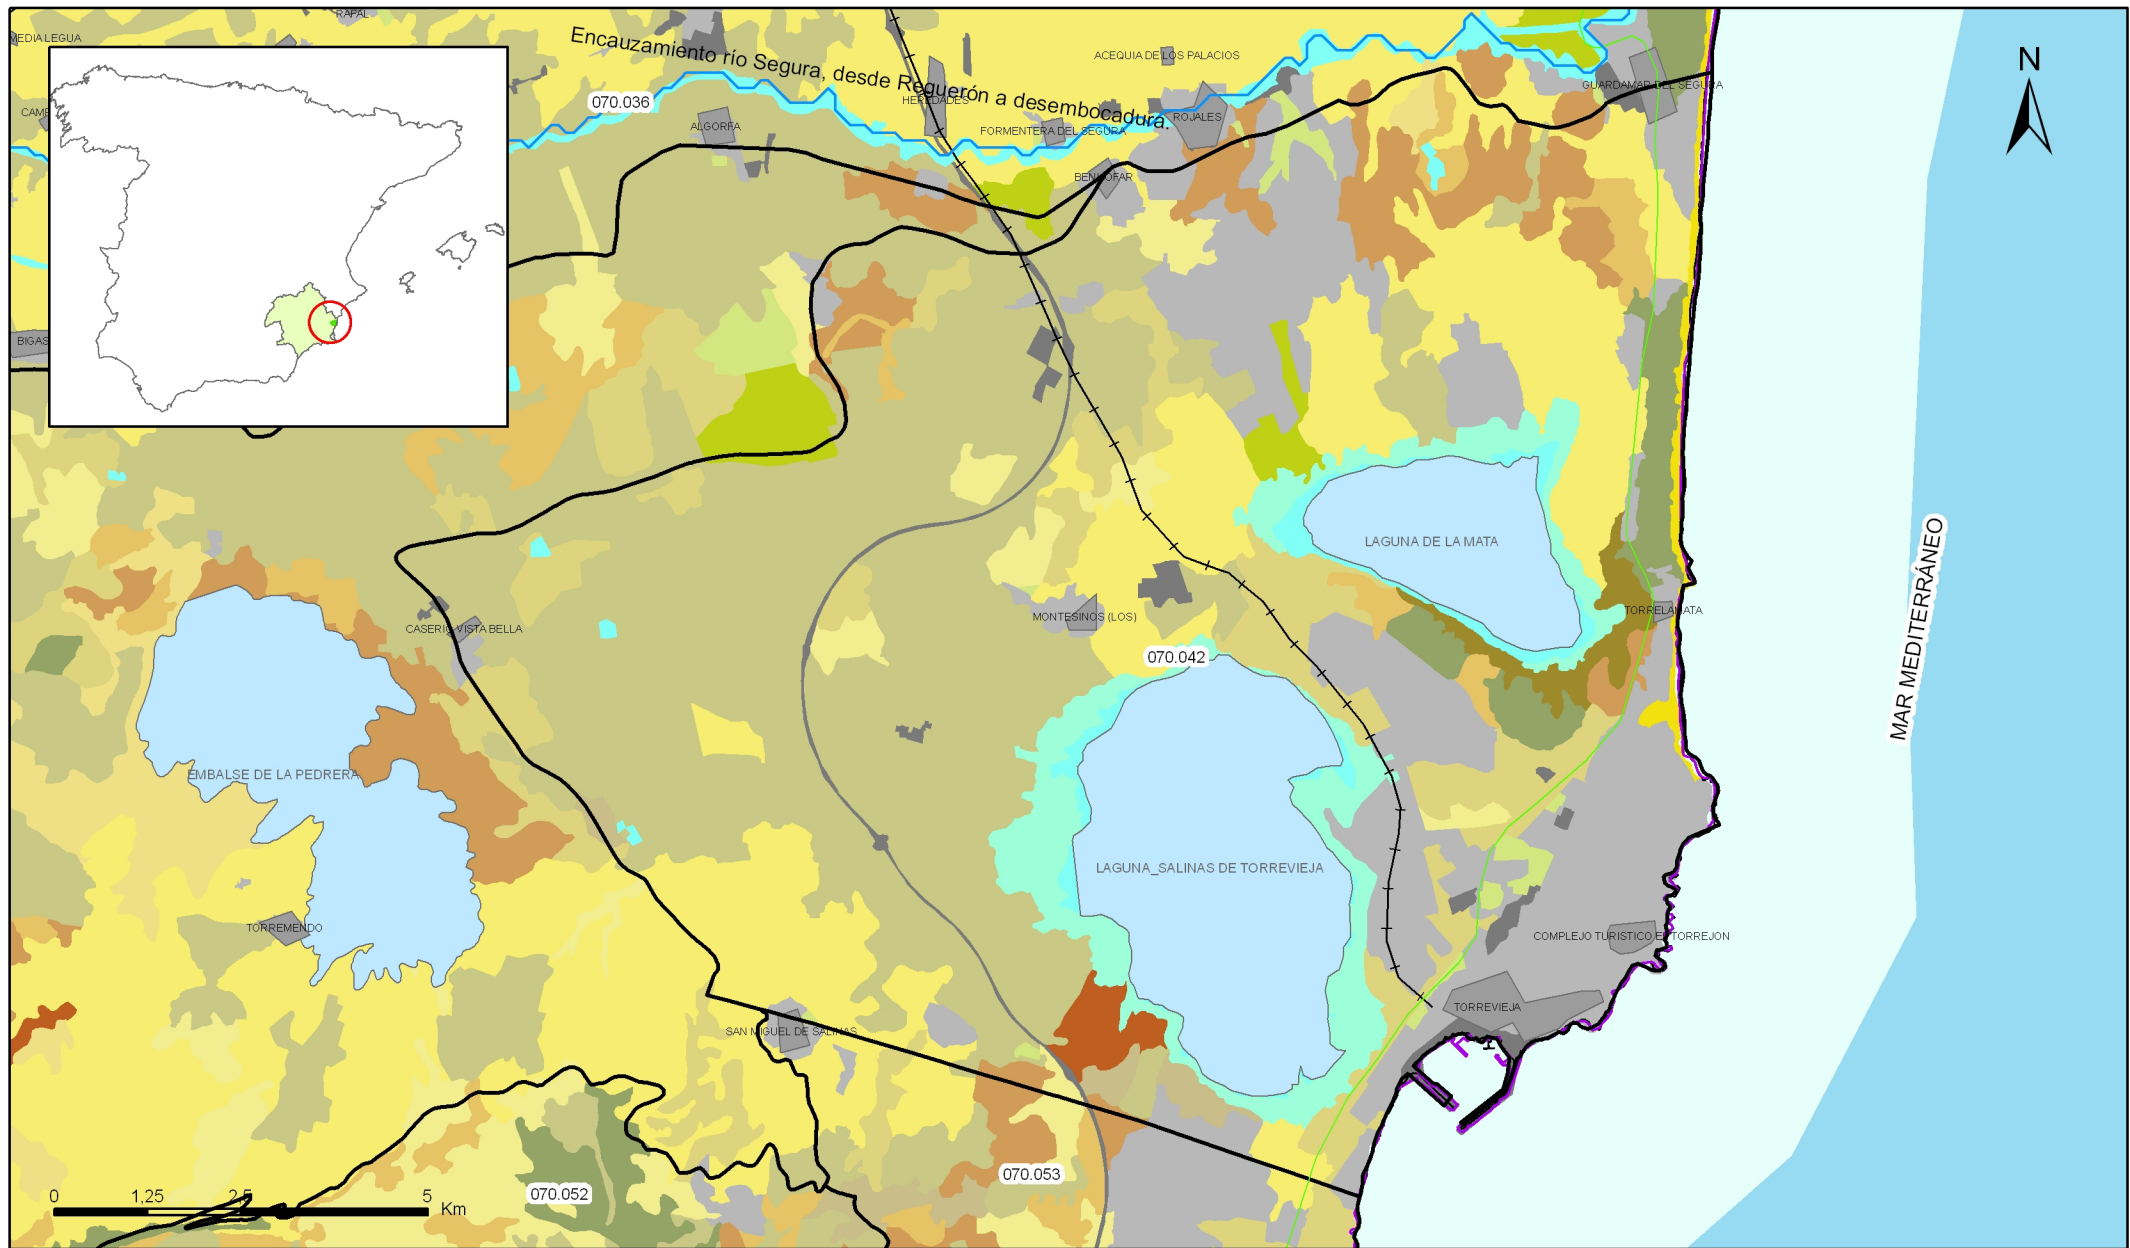 RAFAL
MEDIA LEGUA
Encauzamiento río Segura, desde Reguerón a desembocadura.
ACEQUIA DE LOS PALACIOS
N
GUARDAMAR DEL SEGURA
070.036
HEREDADES
ALGORFA
FORMENTERA DEL SEGURA
ROJALES
BENIJOFAR
BIGAS
LAGUNA DE LA MATA
MAR MEDITERRÁNEO
TORRELAMATA
MONTESINOS (LOS)
CASERIO VISTA BELLA
070.042
EMBALSE DE LA PEDRERA
LAGUNA_SALINAS DE TORREVIEJA
TORREMENDO
COMPLEJO TURISTICO EL TORREJON
TORREVIEJA
SAN MIGUEL DE SALINAS
070.053
070.052
0 1,25 2,5 5
Km